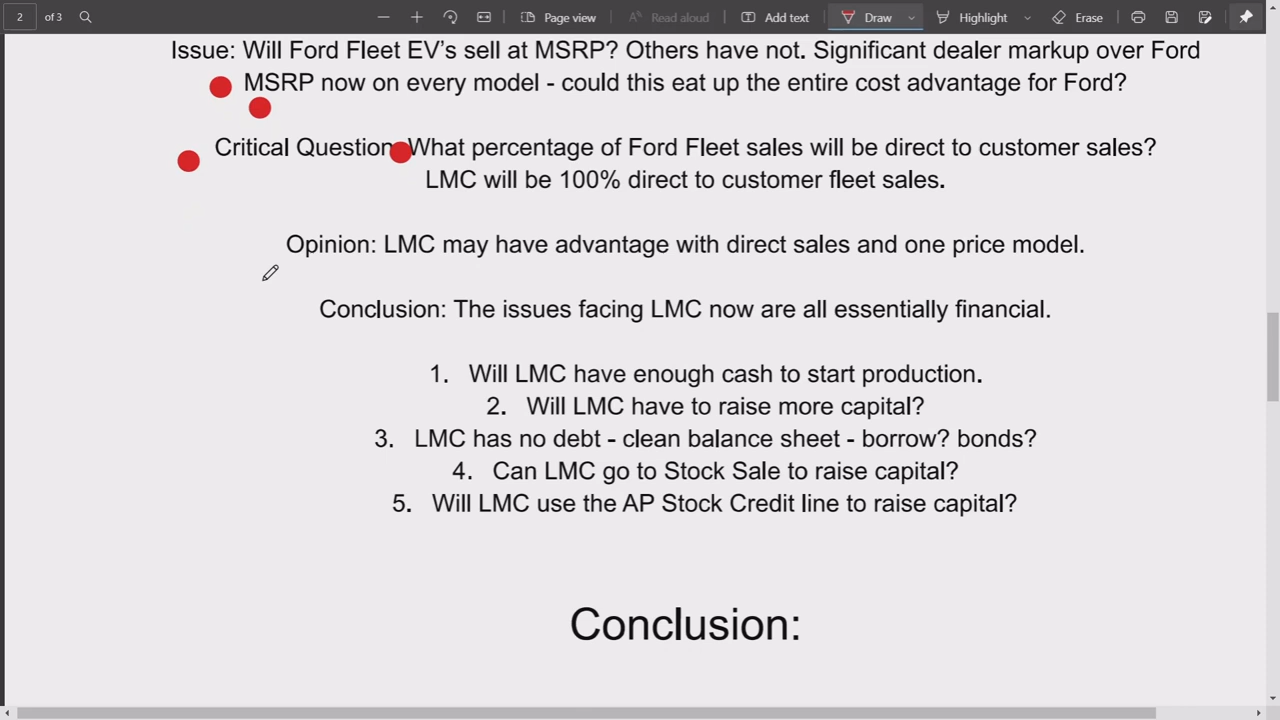 2 of 3 Page view Read aloud Add text Draw Highlight Erase
Issue: Will Ford Fleet EV's sell at MSRP? Others have not. Significant dealer markup over Ford
MSRP now on every model - could this eat up the entire cost advantage for Ford?
Critical Question: What percentage of Ford Fleet sales will be direct to customer sales?
LMC will be 100% direct to customer fleet sales.
Opinion: LMC may have advantage with direct sales and one price model.
Conclusion: The issues facing LMC now are all essentially financial.
1. Will LMC have enough cash to start production.
2. Will LMC have to raise more capital?
3. LMC has no debt - clean balance sheet - borrow? bonds?
4. Can LMC go to Stock Sale to raise capital?
5. Will LMC use the AP Stock Credit line to raise capital?
Conclusion: